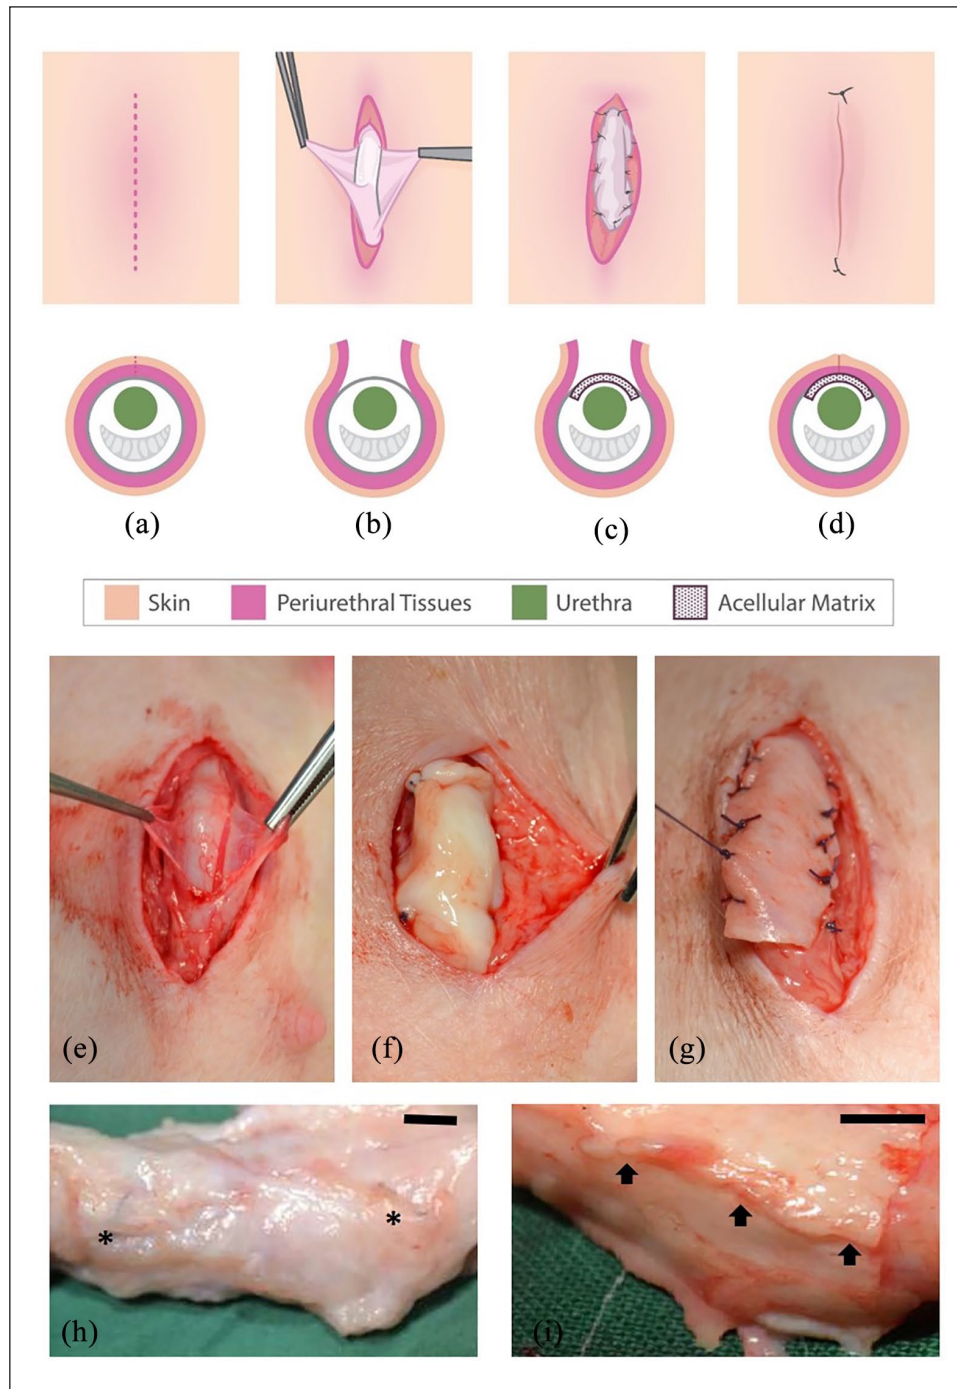 (a) (b) (c) (d)
Skin Periurethral Tissues Urethra Acellular Matrix
(e) (f) (g)
* *
(h) (i)